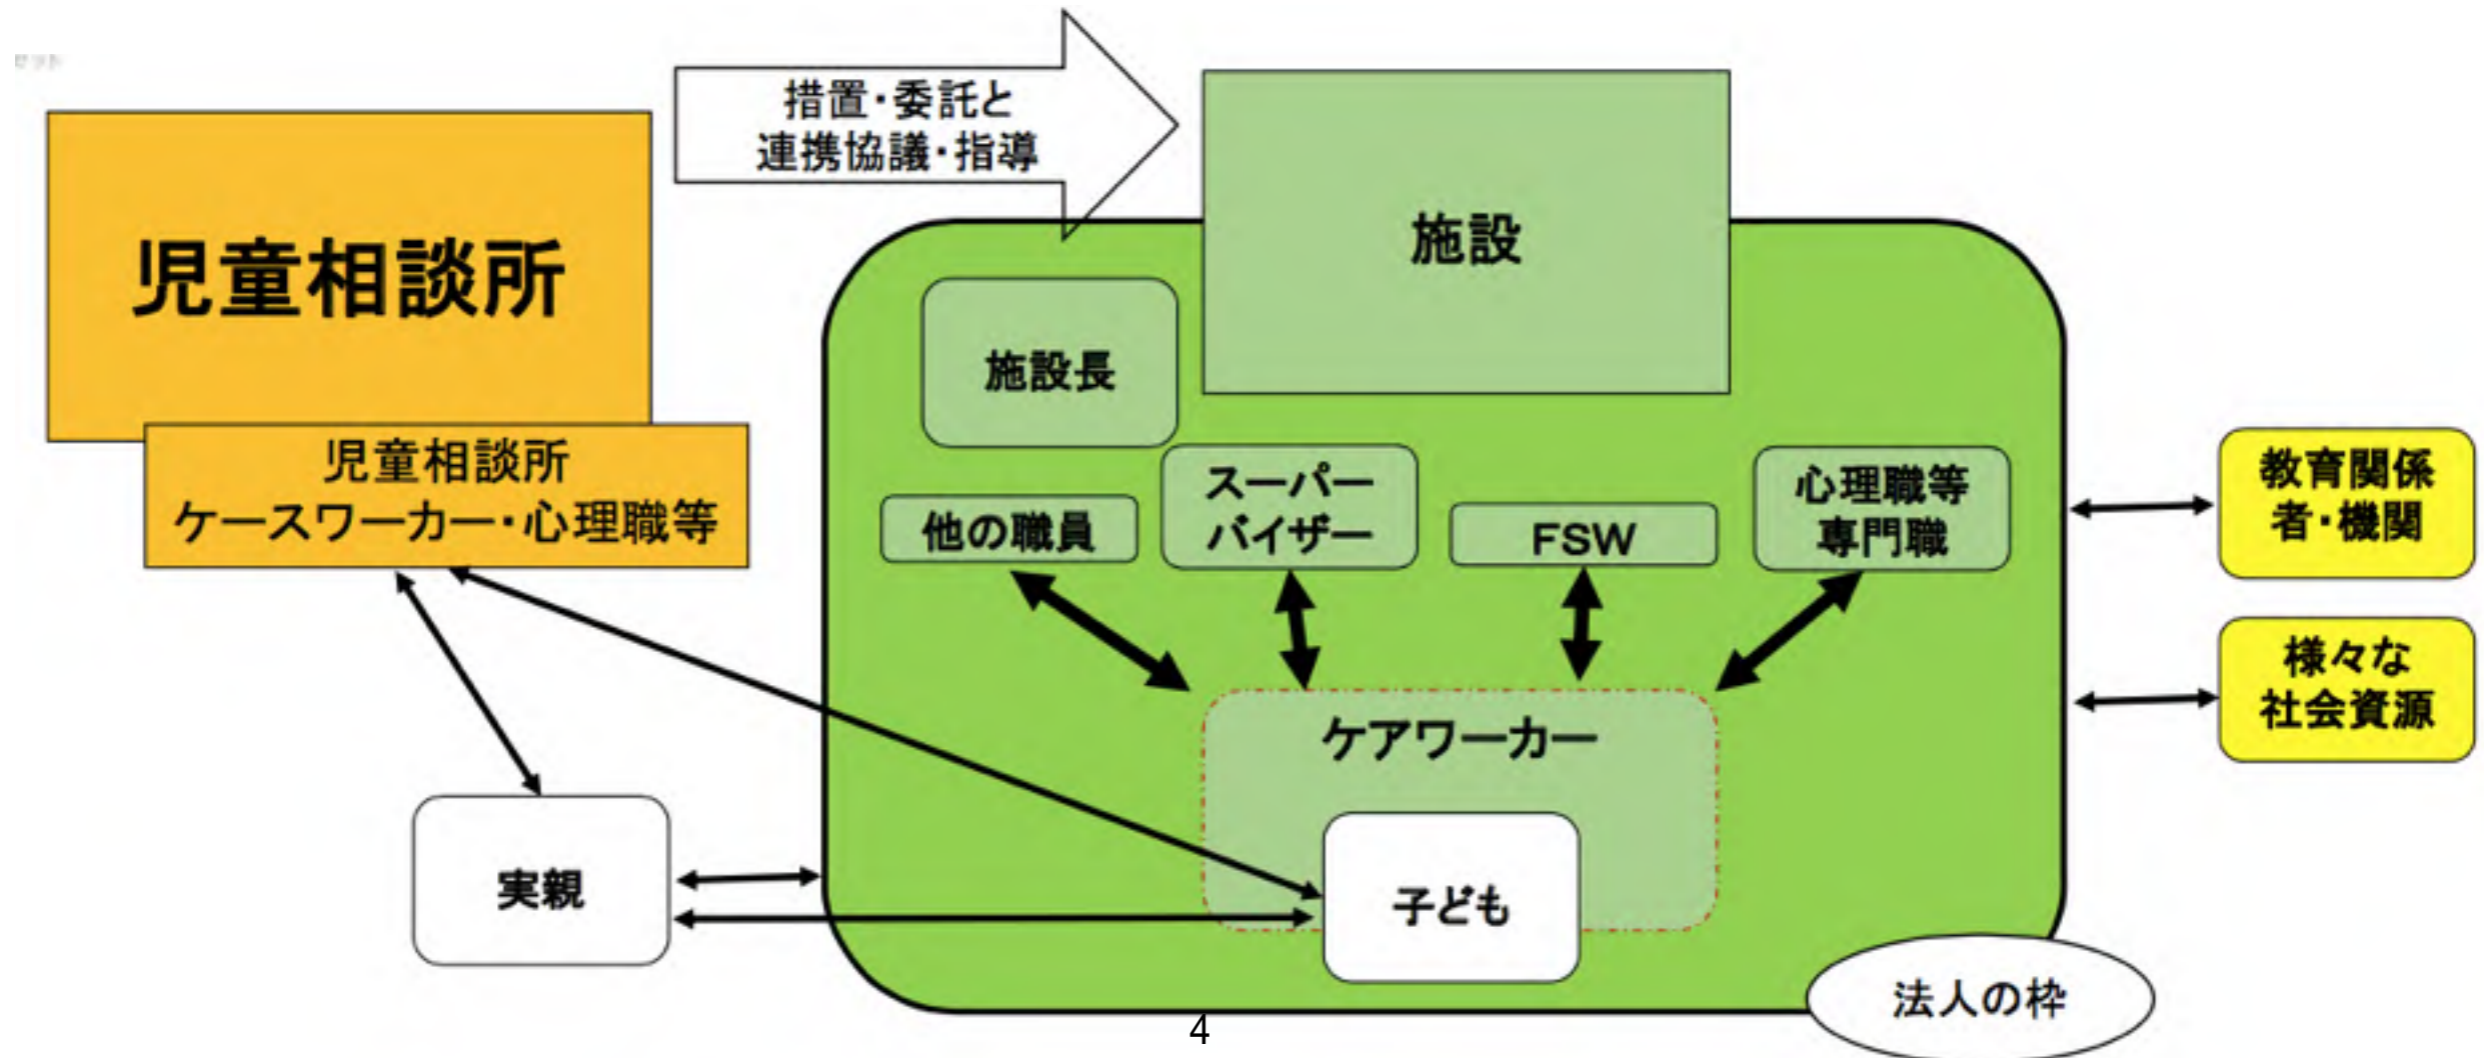 措置・委託と
連携協議・指導
児童相談所
児童相談所
ケースワーカー・心理職等
施設
施設長
他の職員
スーパー
バイザー
FSW
心理職等
専門職
ケアワーカー
子ども
実親
教育関係
者・機関
様々な
社会資源
法人の枠
4